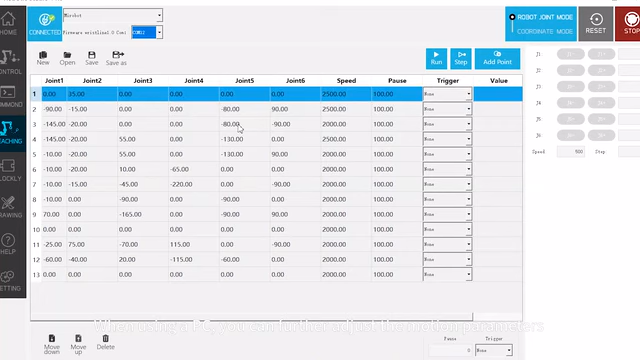 Mirobot
CONNECTED
Firmware
COM12
ROBOT JOINT MODE
COORDINATE MODE
RESET
STOP
HOME
New
Open
Save
Save as
Run
Step
Add Point
Joint1 Joint2 Joint3 Joint4 Joint5 Joint6 Speed Pause Trigger Value
1 0.00 35.00 0.00 0.00 0.00 0.00 2500.00 100.00 None
2 -90.00 -15.00 0.00 0.00 -80.00 90.00 2500.00 100.00 None
3 -145.00 -20.00 0.00 0.00 -80.00 -90.00 2000.00 100.00 None
4 -145.00 -20.00 55.00 0.00 -130.00 0.00 2500.00 100.00 None
5 -10.00 -20.00 55.00 0.00 -130.00 90.00 2000.00 100.00 None
6 -10.00 -20.00 10.00 -65.00 0.00 0.00 2000.00 100.00 None
7 -10.00 -15.00 -45.00 -220.00 0.00 -90.00 2000.00 100.00 None
8 -10.00 0.00 -90.00 0.00 -90.00 0.00 2000.00 100.00 None
9 70.00 0.00 -165.00 0.00 -90.00 90.00 2000.00 100.00 None
10 0.00 0.00 0.00 0.00 0.00 0.00 2000.00 100.00 None
11 -25.00 75.00 -70.00 115.00 0.00 -90.00 2000.00 100.00 None
12 -60.00 -40.00 20.00 -115.00 -60.00 0.00 2000.00 100.00 None
13 0.00 0.00 0.00 0.00 0.00 0.00 2000.00 100.00 None
J1
J2
J3
J4
J5
J6
Speed 500 Step
When using a PC, you can further adjust the motion parameters
Move down
Move up
Delete
Pause
0
Trigger
None